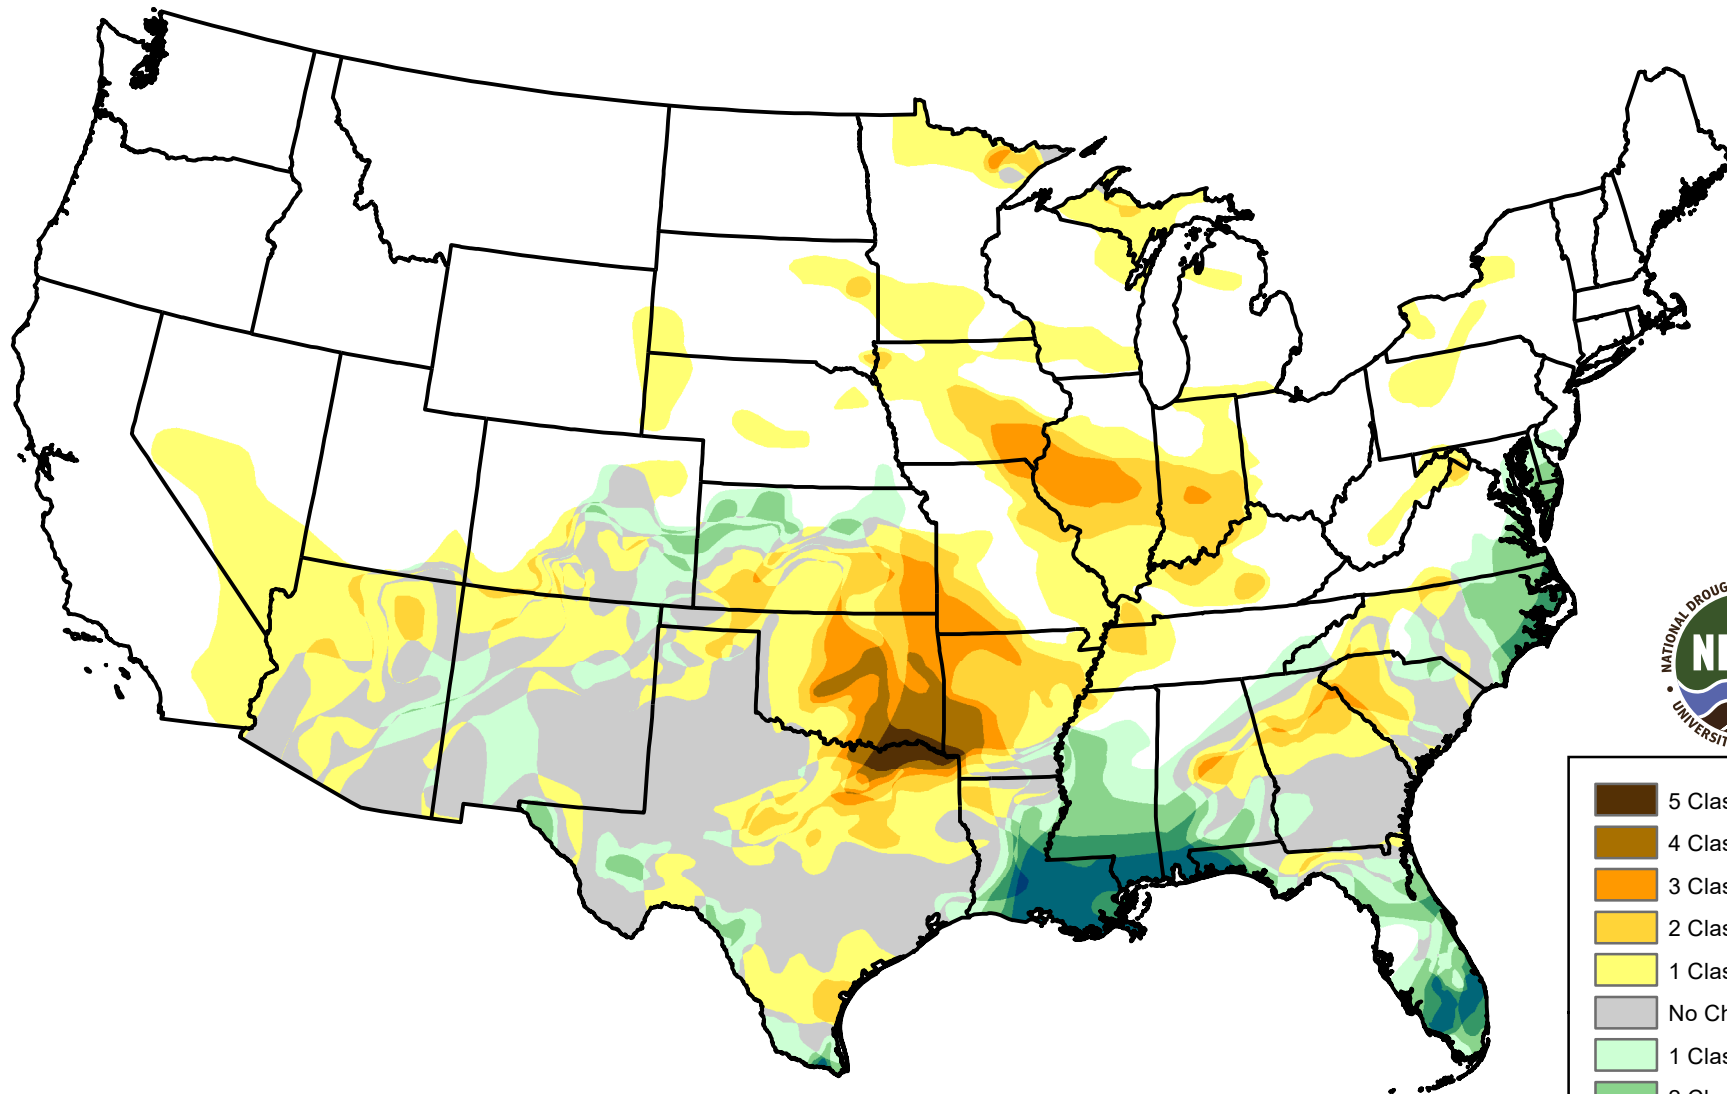 NATIONAL DROUG
UNIVERSIT
5 Clas
4 Clas
3 Clas
2 Clas
1 Clas
No Ch
1 Clas